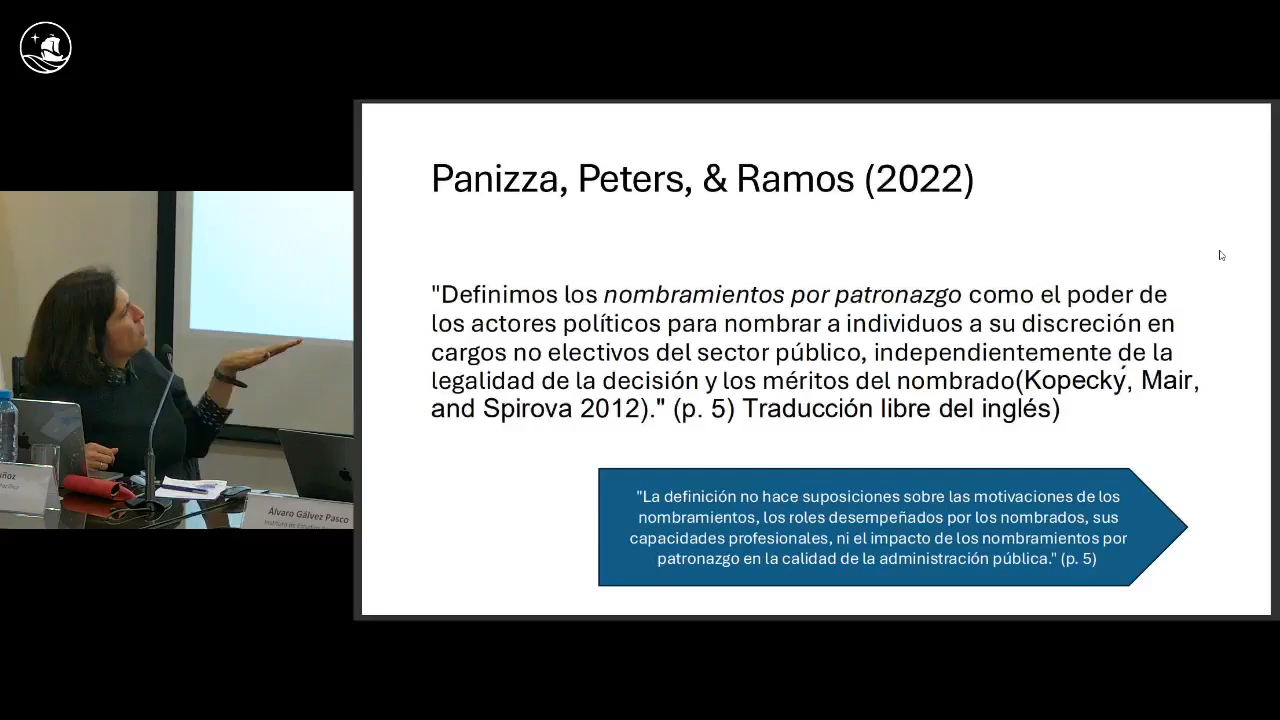 Panizza, Peters, & Ramos (2022)
"Definimos los nombramientos por patronazgo como el poder de
los actores políticos para nombrar a individuos a su discreción en
cargos no electivos del sector público, independientemente de la
legalidad de la decisión y los méritos del nombrado(Kopecký, Mair,
and Spirova 2012)." (p. 5) Traducción libre del inglés)
"La definición no hace suposiciones sobre las motivaciones de los
nombramientos, los roles desempeñados por los nombrados, sus
capacidades profesionales, ni el impacto de los nombramientos por
patronazgo en la calidad de la administración pública." (p. 5)
Álvaro Gálvez Pasco